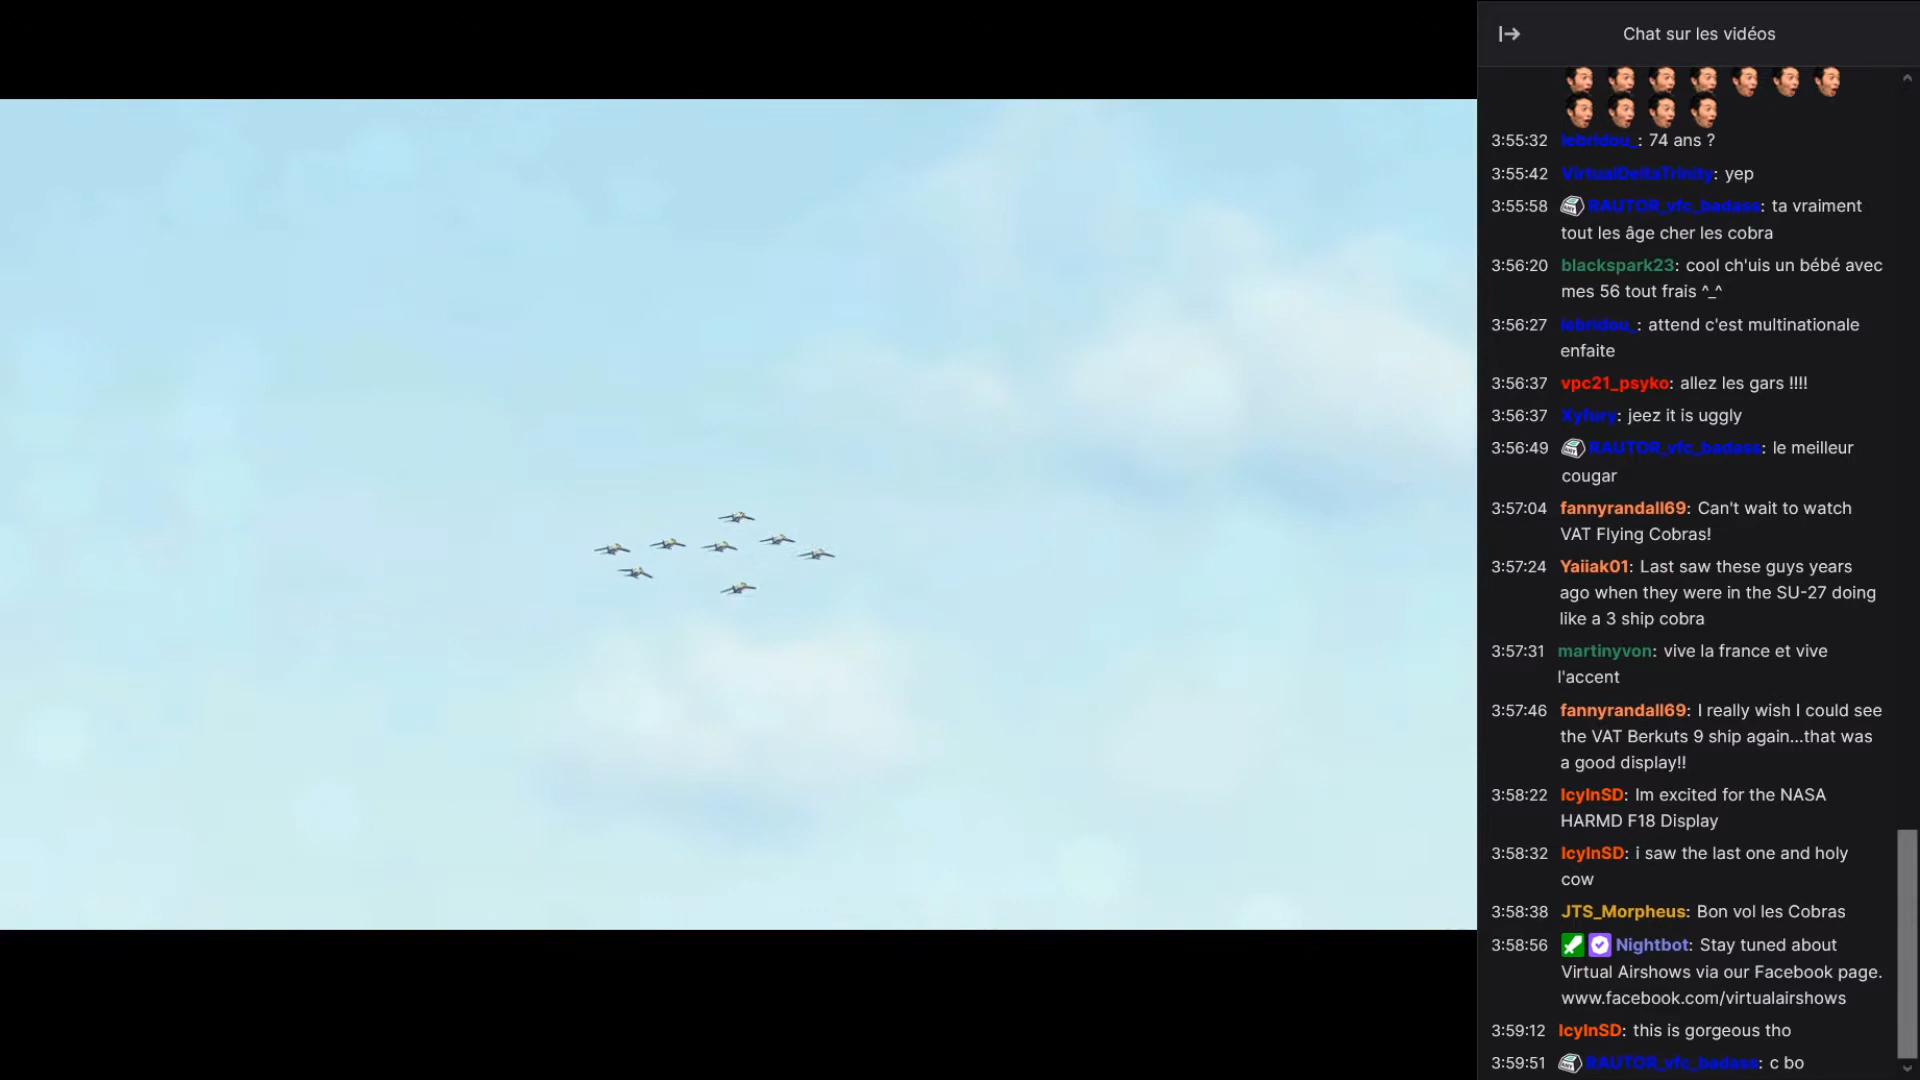 Chat sur les vidéos
3:55:32 lebridou_: 74 ans ?
3:55:42 VirtualDeltaTrinity: yep
3:55:58 RAUTOR_vfc_badass: ta vraiment
tout les âge cher les cobra
3:56:20 blackspark23: cool ch'uis un bébé avec
mes 56 tout frais ^_^
3:56:27 lebridou_: attend c'est multinationale
enfaite
3:56:37 vpc21_psyko: allez les gars !!!!
3:56:37 Xyfury: jeez it is uggly
3:56:49 RAUTOR_vfc_badass: le meilleur
cougar
3:57:04 fannyrandall69: Can't wait to watch
VAT Flying Cobras!
3:57:24 Yaiiak01: Last saw these guys years
ago when they were in the SU-27 doing
like a 3 ship cobra
3:57:31 martinyvon: vive la france et vive
l'accent
3:57:46 fannyrandall69: I really wish I could see
the VAT Berkuts 9 ship again...that was
a good display!!
3:58:22 IcyInSD: Im excited for the NASA
HARMD F18 Display
3:58:32 IcyInSD: i saw the last one and holy
cow
3:58:38 JTS_Morpheus: Bon vol les Cobras
3:58:56 Nightbot: Stay tuned about
Virtual Airshows via our Facebook page.
www.facebook.com/virtualairshows
3:59:12 IcyInSD: this is gorgeous tho
3:59:51 RAUTOR_vfc_badass: c bo